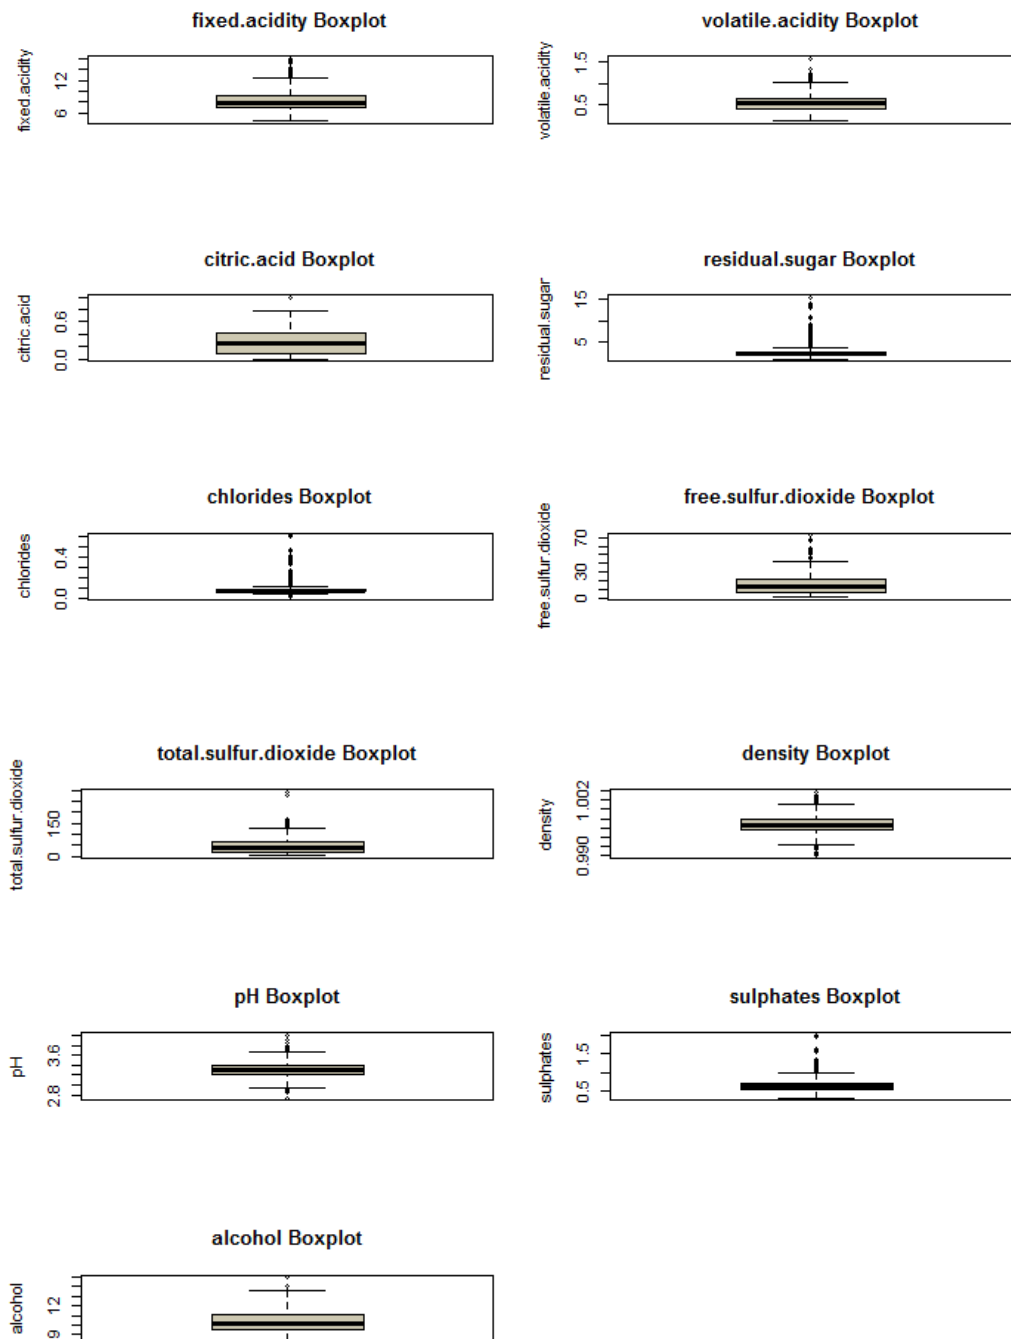 fixed.acidity Boxplot
fixed.acidity
12
6
volatile.acidity Boxplot
volatile.acidity
1.5
0.5
citric.acid Boxplot
citric.acid
0.6
0.0
residual.sugar Boxplot
residual.sugar
15
5
chlorides Boxplot
chlorides
0.4
0.0
free.sulfur.dioxide Boxplot
free.sulfur.dioxide
70
30
0
total.sulfur.dioxide Boxplot
total.sulfur.dioxide
150
0
density Boxplot
density
1.002
0.990
pH Boxplot
pH
3.6
2.8
sulphates Boxplot
sulphates
1.5
0.5
alcohol Boxplot
alcohol
12
9